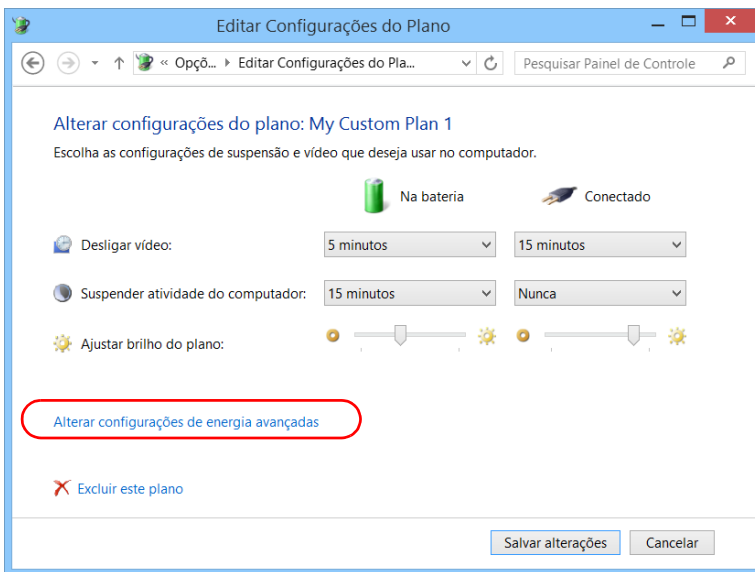 Editar Configurações do Plano
« Opçõ... Editar Configurações do Pla...
Pesquisar Painel de Controle
Alterar configurações do plano: My Custom Plan 1
Escolha as configurações de suspensão e vídeo que deseja usar no computador.
Na bateria Conectado
Desligar vídeo: 5 minutos 15 minutos
Suspender atividade do computador: 15 minutos Nunca
Ajustar brilho do plano:
Alterar configurações de energia avançadas
Excluir este plano
Salvar alterações Cancelar